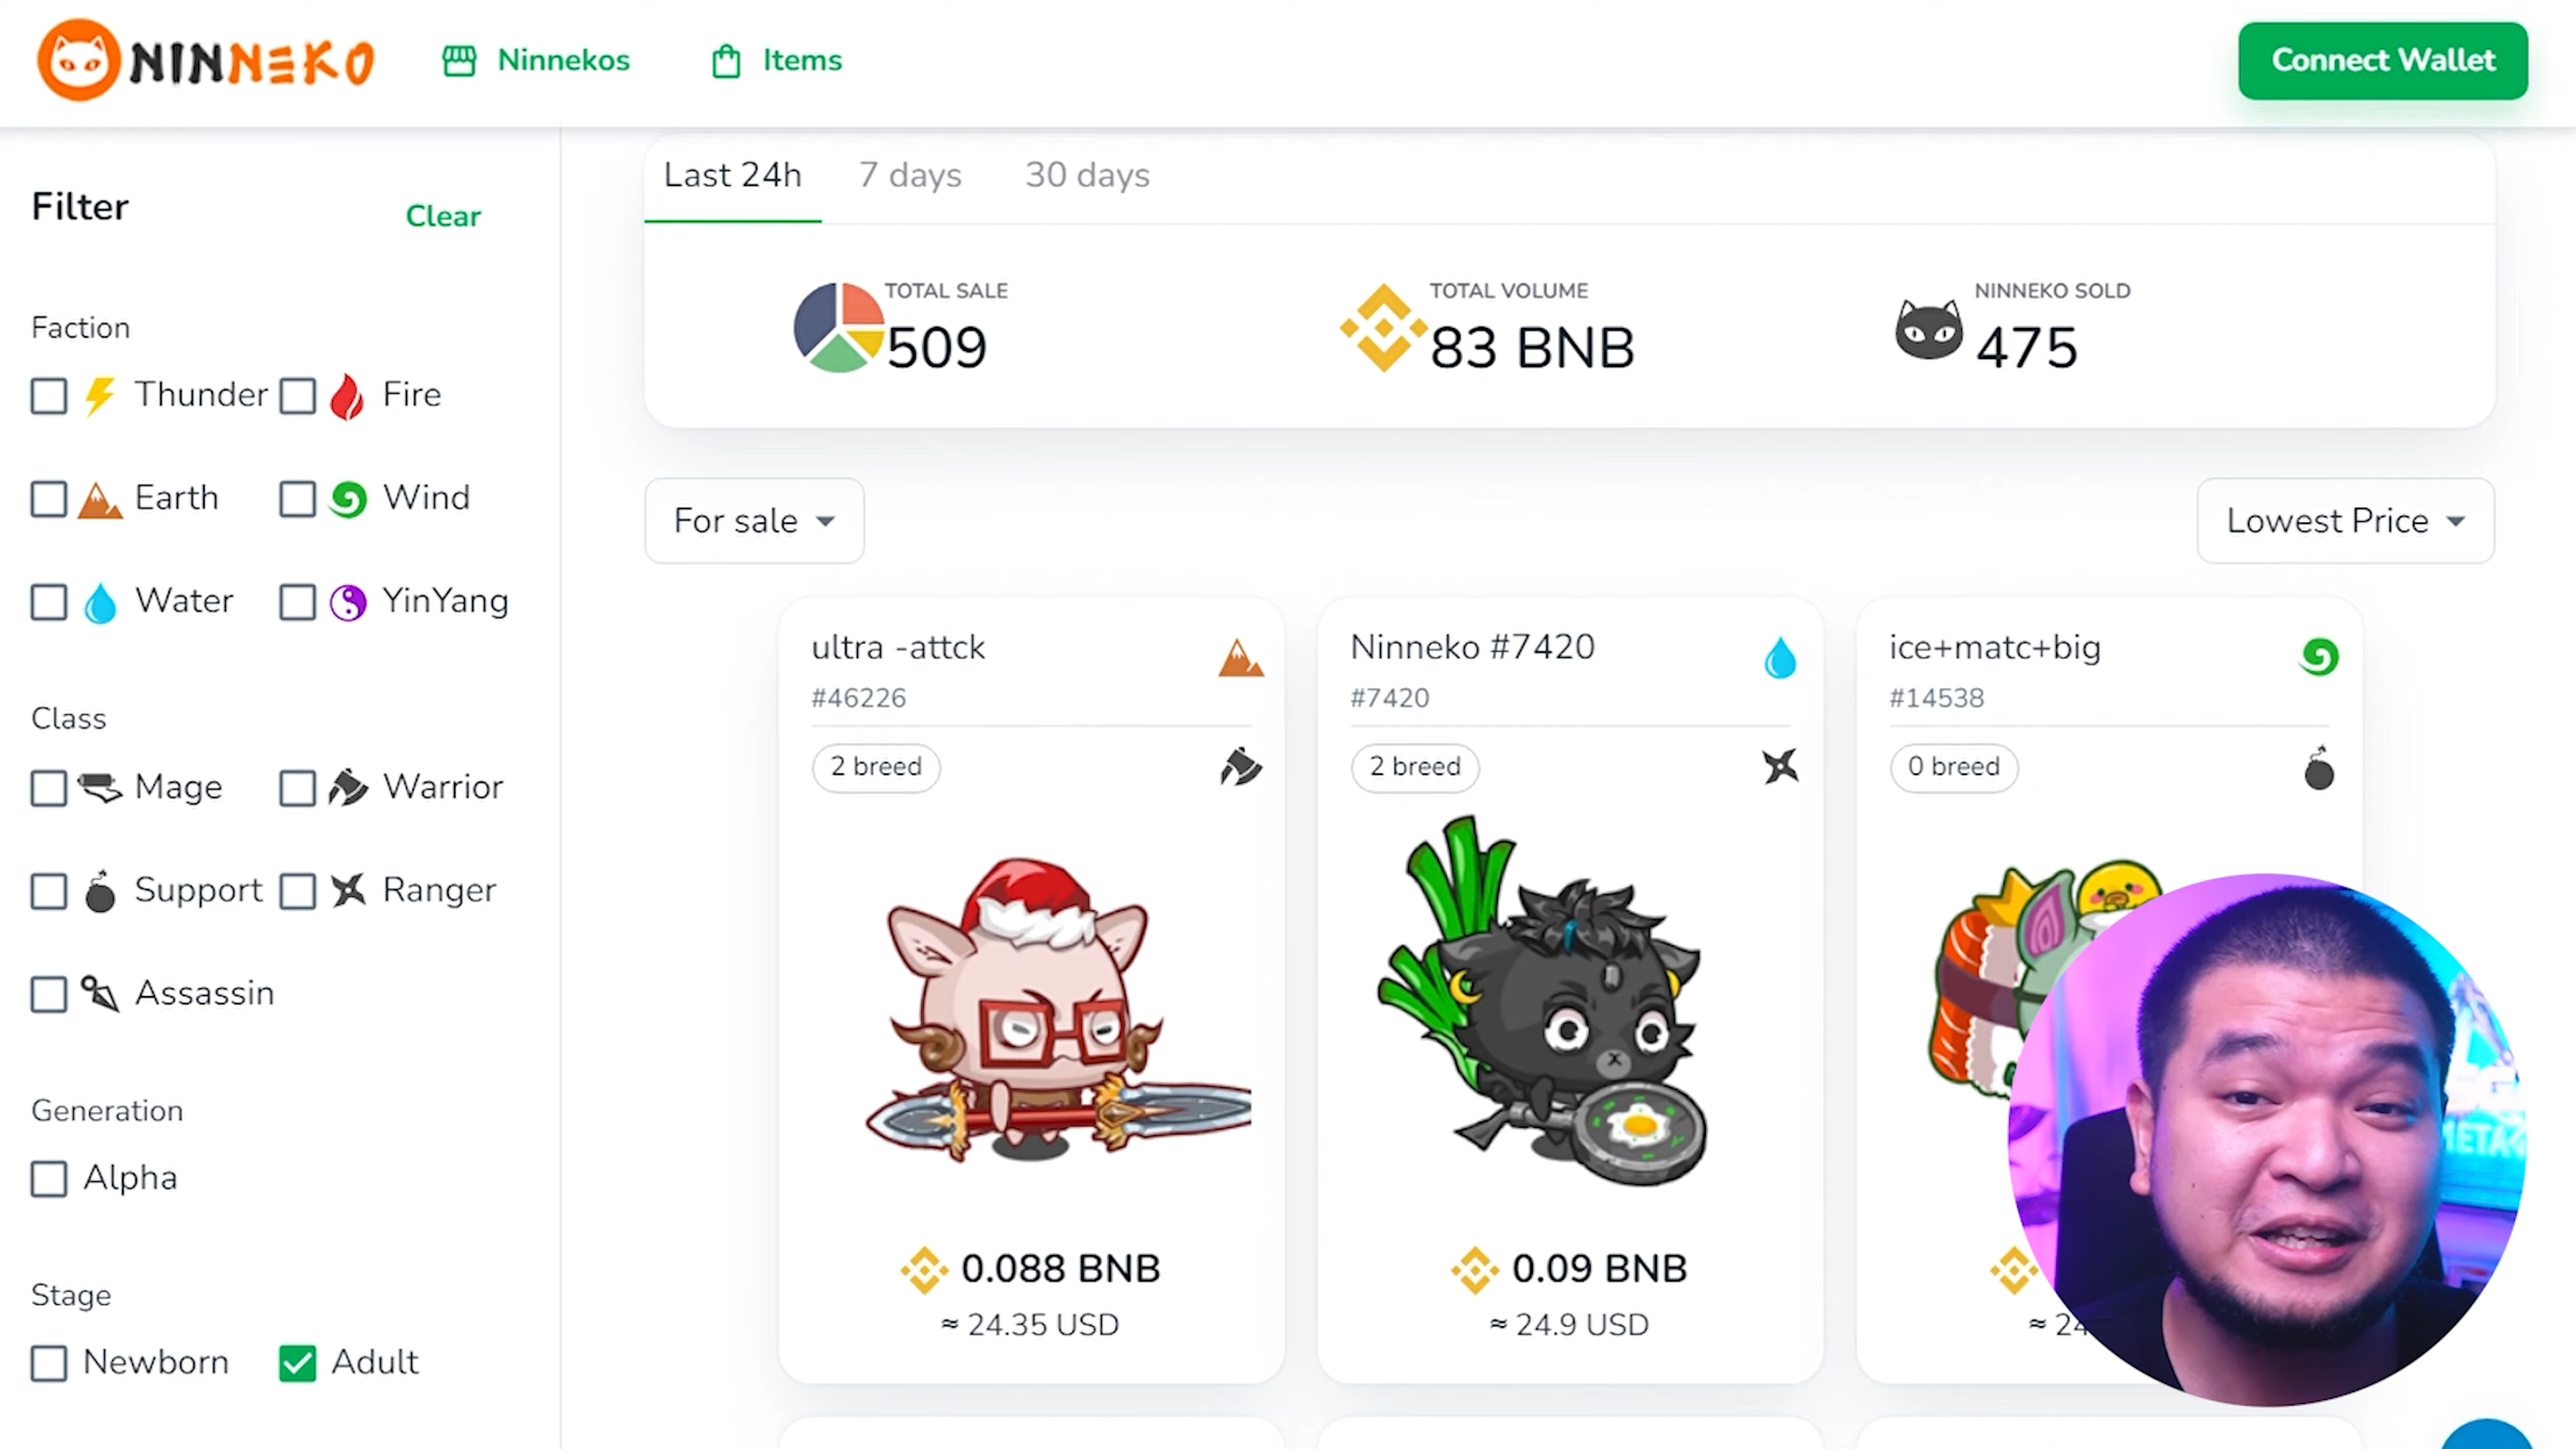 NINNEKO
Ninnekos
Items
Connect Wallet
Filter
Clear
Faction
Thunder
Fire
Earth
Wind
Water
YinYang
Class
Mage
Warrior
Support
Ranger
Assassin
Generation
Alpha
Stage
Newborn
Adult
Last 24h
7 days
30 days
TOTAL SALE
509
TOTAL VOLUME
83 BNB
NINNEKO SOLD
475
For sale
Lowest Price
ultra -attck
#46226
2 breed
0.088 BNB
≈ 24.35 USD
Ninneko #7420
#7420
2 breed
0.09 BNB
≈ 24.9 USD
ice+matc+big
#14538
0 breed
≈ 24